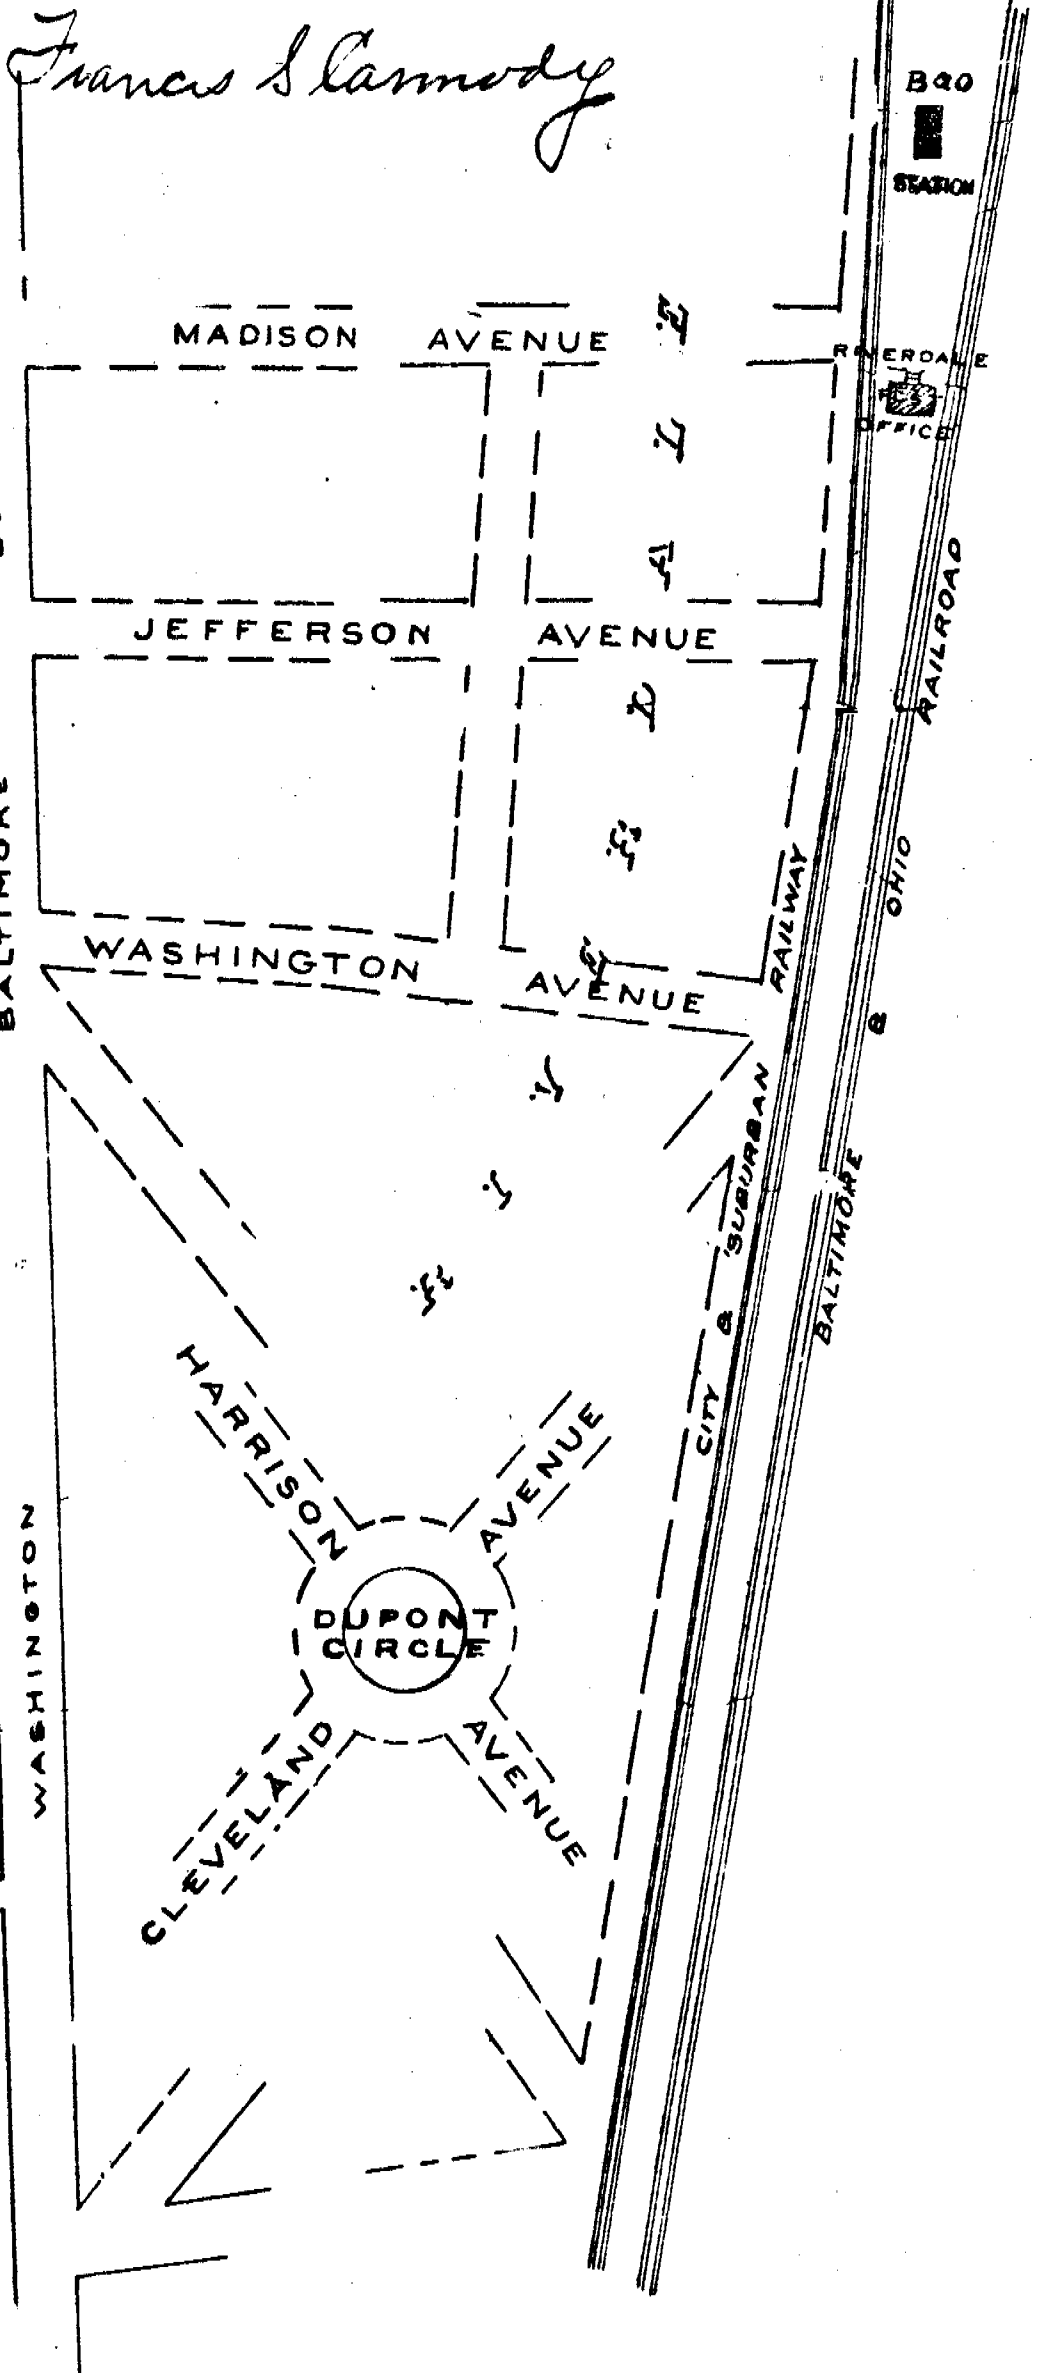 Francis S Carmody
B&O
STATION
MADISON AVENUE
RIVERDALE
OFFICE
JEFFERSON AVENUE
RAILROAD
OHIO
&
BALTIMORE
BALTIMORE
WASHINGTON AVENUE
RAILWAY
SUBURBAN
&
CITY
HARRISON
AVENUE
DUPONT
CIRCLE
CLEVELAND
AVENUE
WASHINGTON